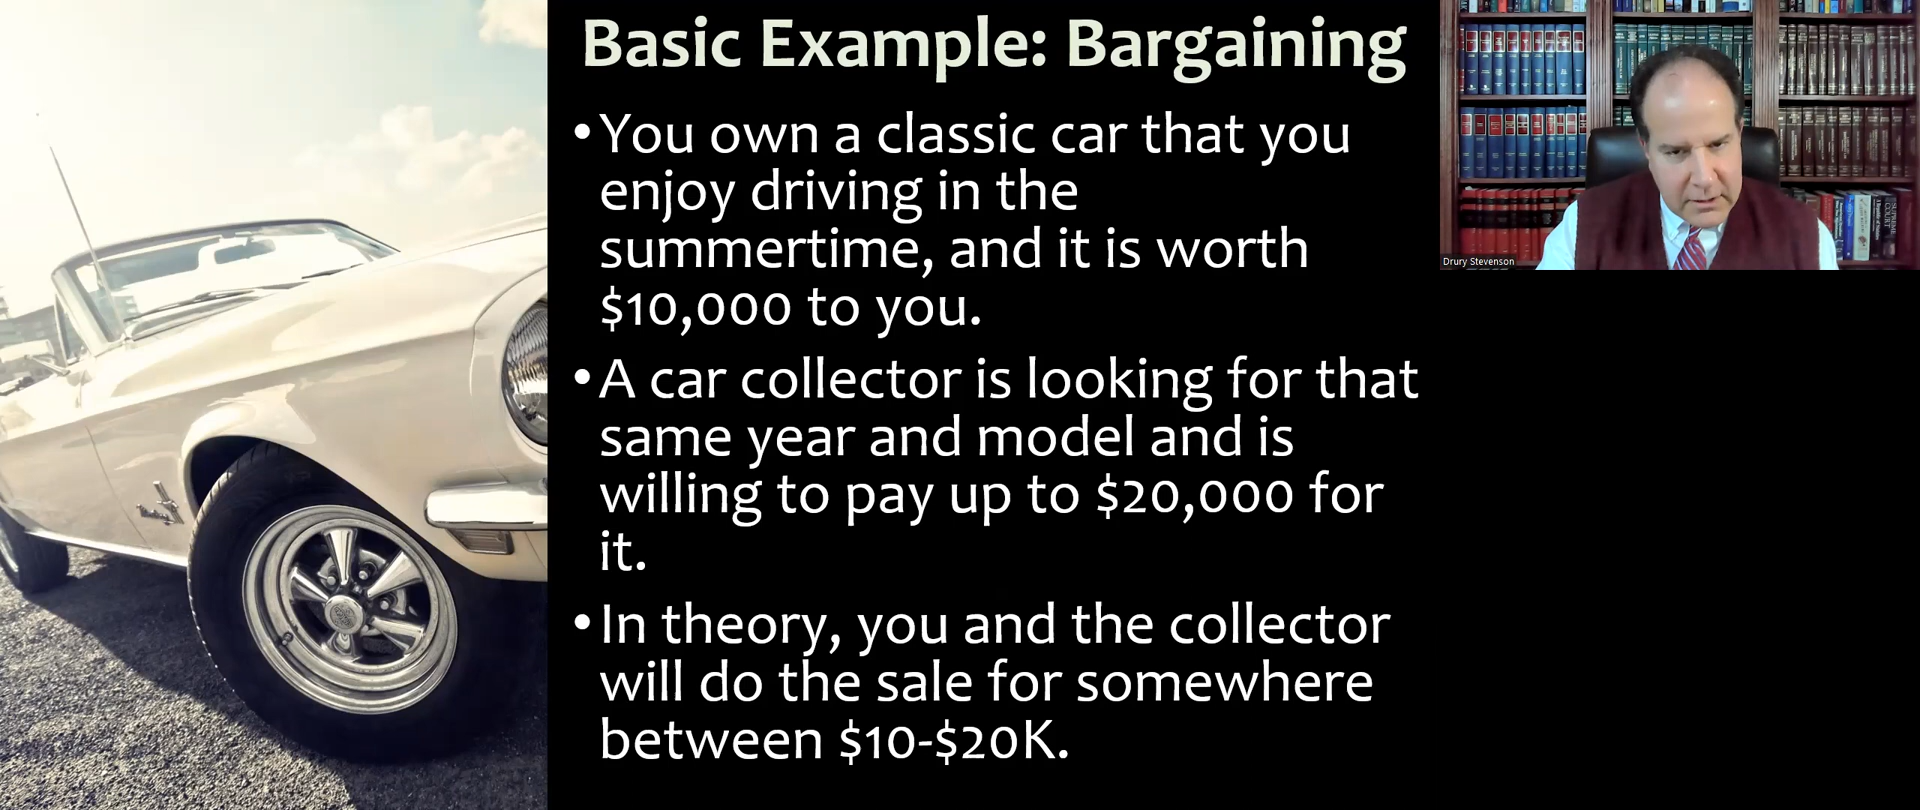 Basic Example: Bargaining
• You own a classic car that you
enjoy driving in the
summertime, and it is worth
$10,000 to you.
• A car collector is looking for that
same year and model and is
willing to pay up to $20,000 for
it.
• In theory, you and the collector
will do the sale for somewhere
between $10-$20K.
Drury Stevenson
SUPREME
COURT